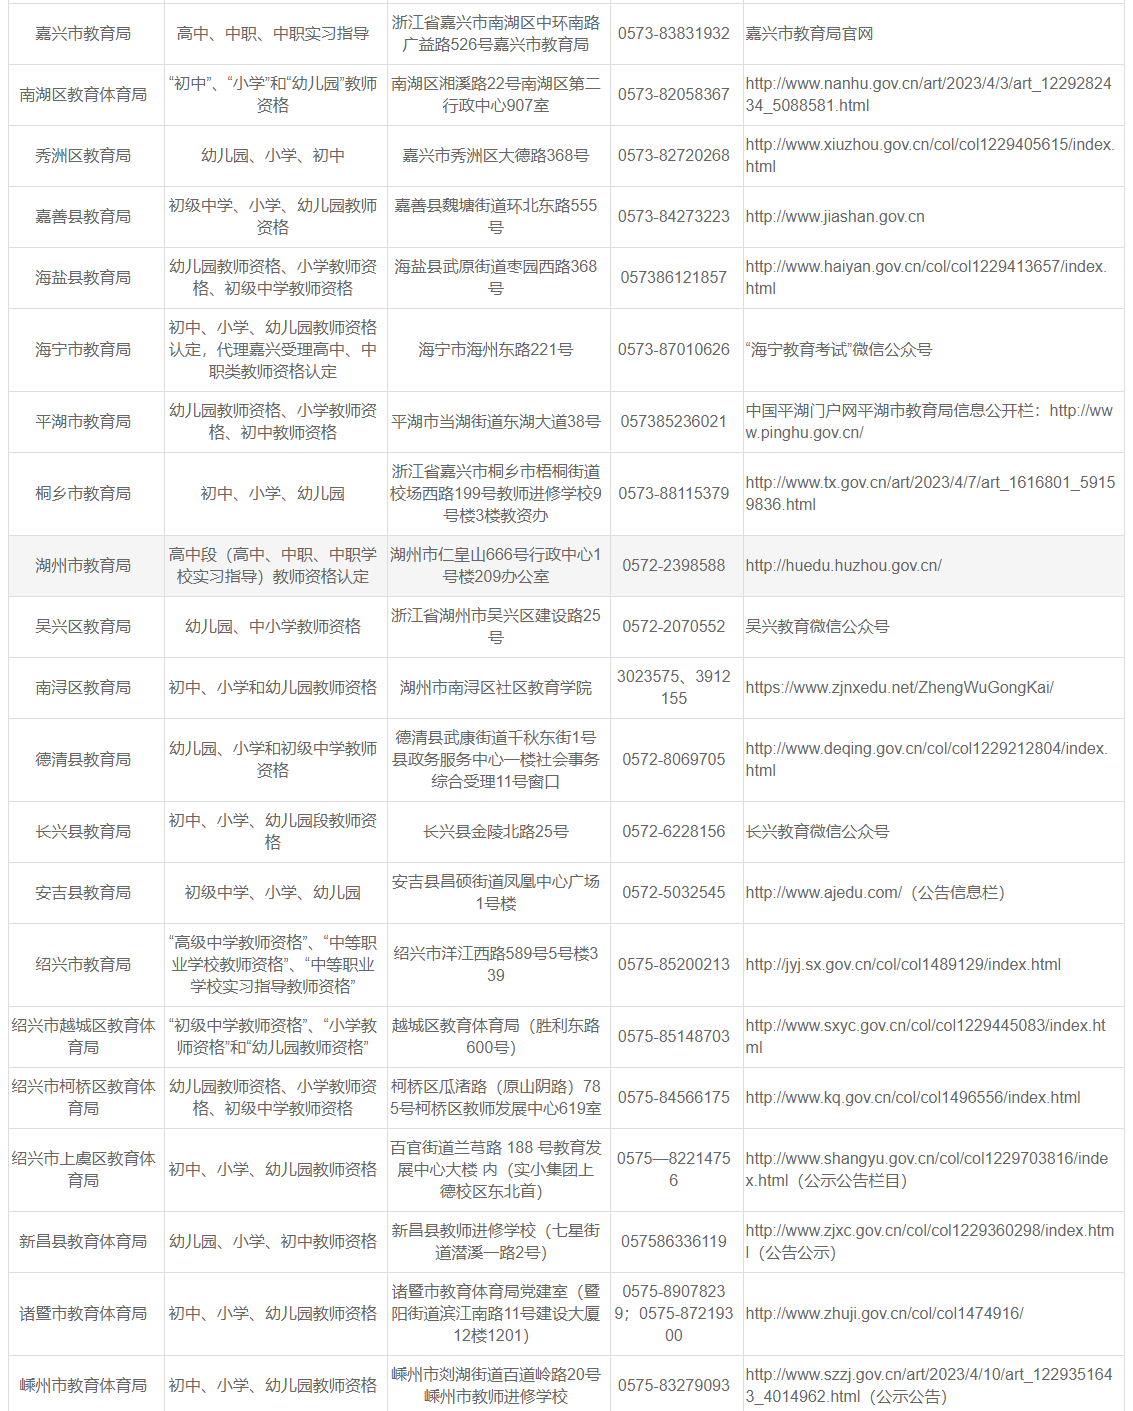 嘉兴市教育局
高中、中职、中职实习指导
浙江省嘉兴市南湖区中环南路
广益路526号嘉兴市教育局
0573-83831932
嘉兴市教育局官网
南湖区教育体育局
“初中”、“小学”和“幼儿园”教师
资格
南湖区湘溪路22号南湖区第二
行政中心907室
0573-82058367
http://www.nanhu.gov.cn/art/2023/4/3/art_12292824
34_5088581.html
秀洲区教育局
幼儿园、小学、初中
嘉兴市秀洲区大德路368号
0573-82720268
http://www.xiuzhou.gov.cn/col/col1229405615/index.
html
嘉善县教育局
初级中学、小学、幼儿园教师
资格
嘉善县魏塘街道环北东路555
号
0573-84273223
http://www.jiashan.gov.cn
海盐县教育局
幼儿园教师资格、小学教师资
格、初级中学教师资格
海盐县武原街道枣园西路368
号
057386121857
http://www.haiyan.gov.cn/col/col1229413657/index.
html
海宁市教育局
初中、小学、幼儿园教师资格
认定，代理嘉兴受理高中、中
职类教师资格认定
海宁市海州东路221号
0573-87010626
“海宁教育考试”微信公众号
平湖市教育局
幼儿园教师资格、小学教师资
格、初中教师资格
平湖市当湖街道东湖大道38号
057385236021
中国平湖门户网平湖市教育局信息公开栏：http://ww
w.pinghu.gov.cn/
桐乡市教育局
初中、小学、幼儿园
浙江省嘉兴市桐乡市梧桐街道
校场西路199号教师进修学校9
号楼3楼教资办
0573-88115379
http://www.tx.gov.cn/art/2023/4/7/art_1616801_5915
9836.html
湖州市教育局
高中段（高中、中职、中职学
校实习指导）教师资格认定
湖州市仁皇山666号行政中心1
号楼209办公室
0572-2398588
http://huedu.huzhou.gov.cn/
吴兴区教育局
幼儿园、中小学教师资格
浙江省湖州市吴兴区建设路25
号
0572-2070552
吴兴教育微信公众号
南浔区教育局
初中、小学和幼儿园教师资格
湖州市南浔区社区教育学院
3023575、3912
155
https://www.zjnxedu.net/ZhengWuGongKai/
德清县教育局
幼儿园、小学和初级中学教师
资格
德清县武康街道千秋东街1号
县政务服务中心一楼社会事务
综合受理11号窗口
0572-8069705
http://www.deqing.gov.cn/col/col1229212804/index.
html
长兴县教育局
初中、小学、幼儿园段教师资
格
长兴县金陵北路25号
0572-6228156
长兴教育微信公众号
安吉县教育局
初级中学、小学、幼儿园
安吉县昌硕街道凤凰中心广场
1号楼
0572-5032545
http://www.ajedu.com/（公告信息栏）
绍兴市教育局
“高级中学教师资格”、“中等职
业学校教师资格”、“中等职业
学校实习指导教师资格”
绍兴市洋江西路589号5号楼3
39
0575-85200213
http://jyj.sx.gov.cn/col/col1489129/index.html
绍兴市越城区教育体
育局
“初级中学教师资格”、“小学教
师资格”和“幼儿园教师资格”
越城区教育体育局（胜利东路
600号）
0575-85148703
http://www.sxyc.gov.cn/col/col1229445083/index.ht
ml
绍兴市柯桥区教育体
育局
幼儿园教师资格、小学教师资
格、初级中学教师资格
柯桥区瓜渚路（原山阴路）78
5号柯桥区教师发展中心619室
0575-84566175
http://www.kq.gov.cn/col/col1496556/index.html
绍兴市上虞区教育体
育局
初中、小学、幼儿园教师资格
百官街道兰芎路 188 号教育发
展中心大楼 内（实小集团上
德校区东北首）
0575—8221475
6
http://www.shangyu.gov.cn/col/col1229703816/inde
x.html（公示公告栏目）
新昌县教育体育局
幼儿园、小学、初中教师资格
新昌县教师进修学校（七星街
道潜溪一路2号）
057586336119
http://www.zjxc.gov.cn/col/col1229360298/index.htm
l（公告公示）
诸暨市教育体育局
初中、小学、幼儿园教师资格
诸暨市教育体育局党建室（暨
阳街道滨江南路11号建设大厦
12楼1201）
0575-8907823
9；0575-872193
00
http://www.zhuji.gov.cn/col/col1474916/
嵊州市教育体育局
初中、小学、幼儿园教师资格
嵊州市剡湖街道百道岭路20号
嵊州市教师进修学校
0575-83279093
http://www.szzj.gov.cn/art/2023/4/10/art_122935164
3_4014962.html（公示公告）